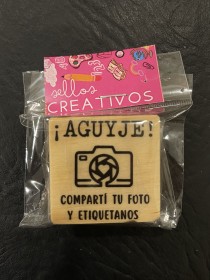 sellos
CREATIVOS
¡AGUYJE!
COMPARTÍ TU FOTO
Y ETIQUETANOS